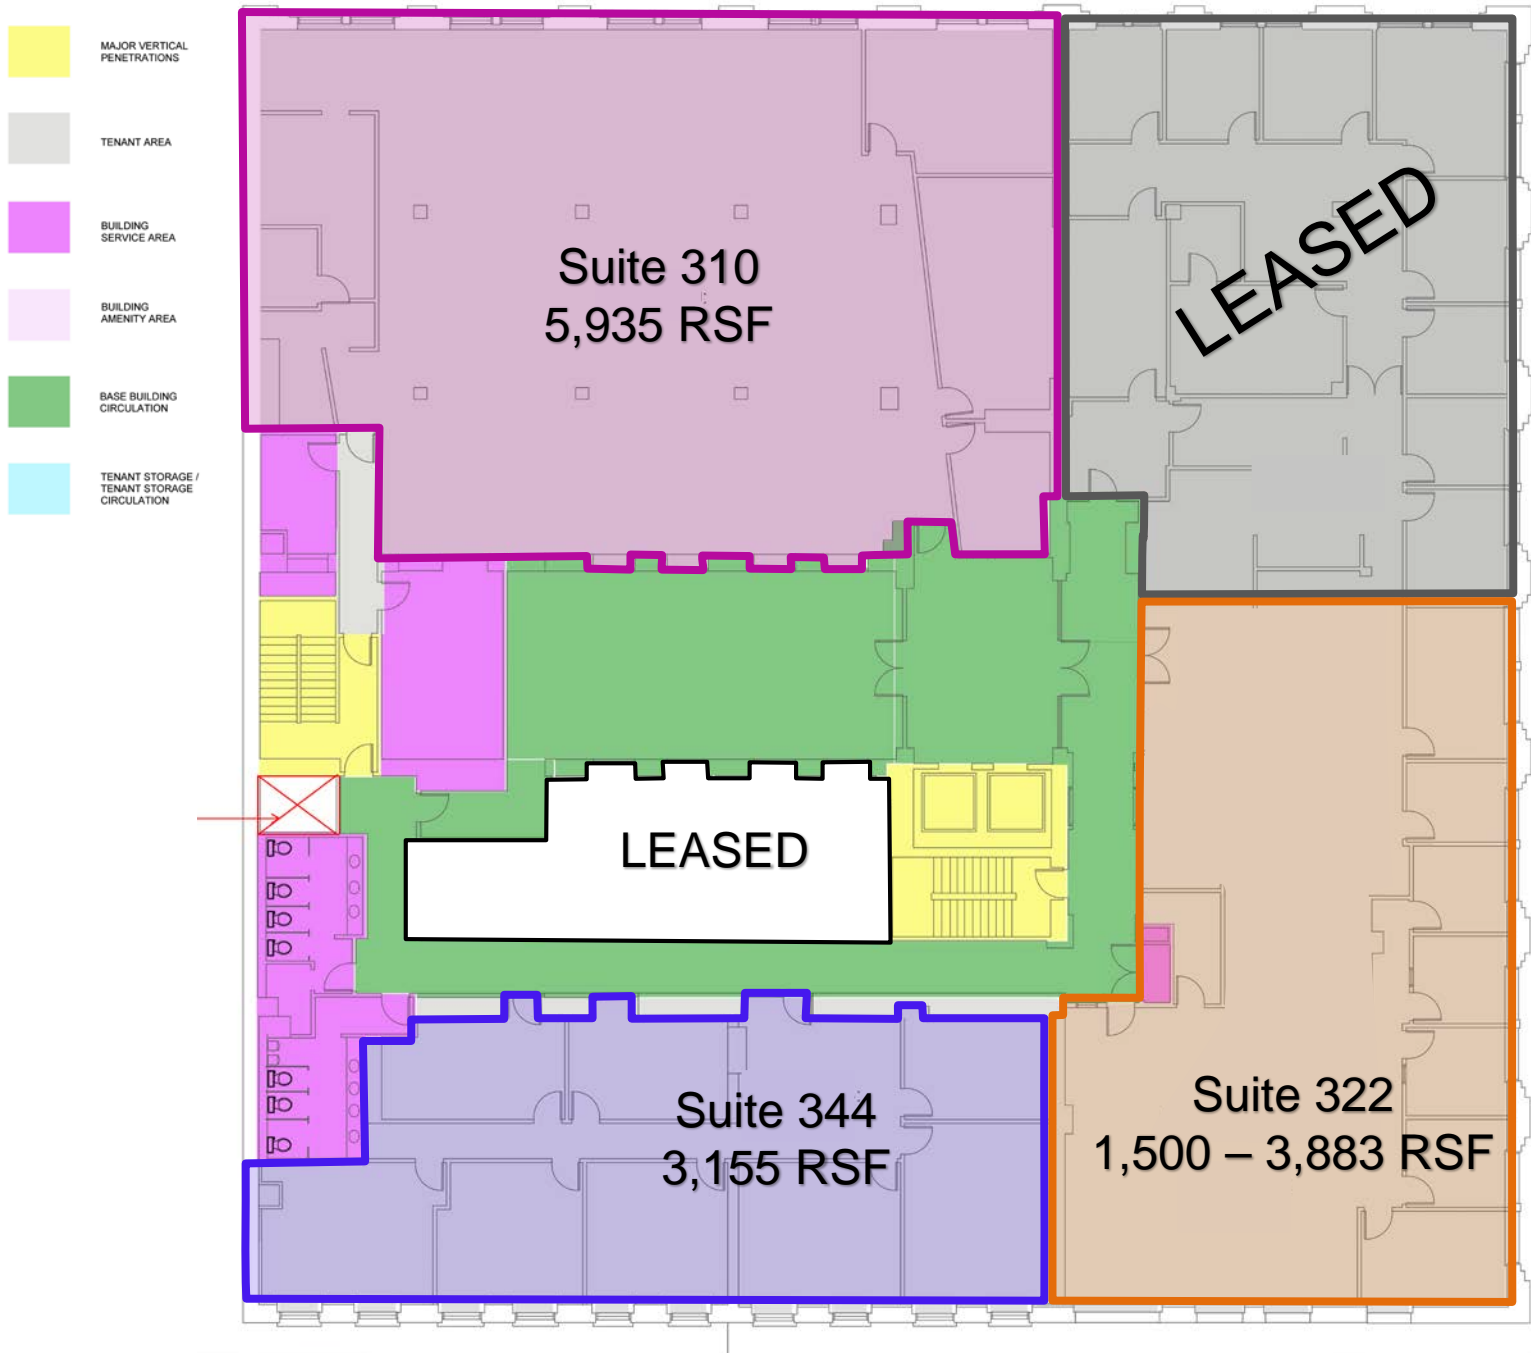 MAJOR VERTICAL
PENETRATIONS
TENANT AREA
BUILDING
SERVICE AREA
BUILDING
AMENITY AREA
BASE BUILDING
CIRCULATION
TENANT STORAGE /
TENANT STORAGE
CIRCULATION
Suite 310
5,935 RSF
LEASED
LEASED
Suite 344
3,155 RSF
Suite 322
1,500 – 3,883 RSF